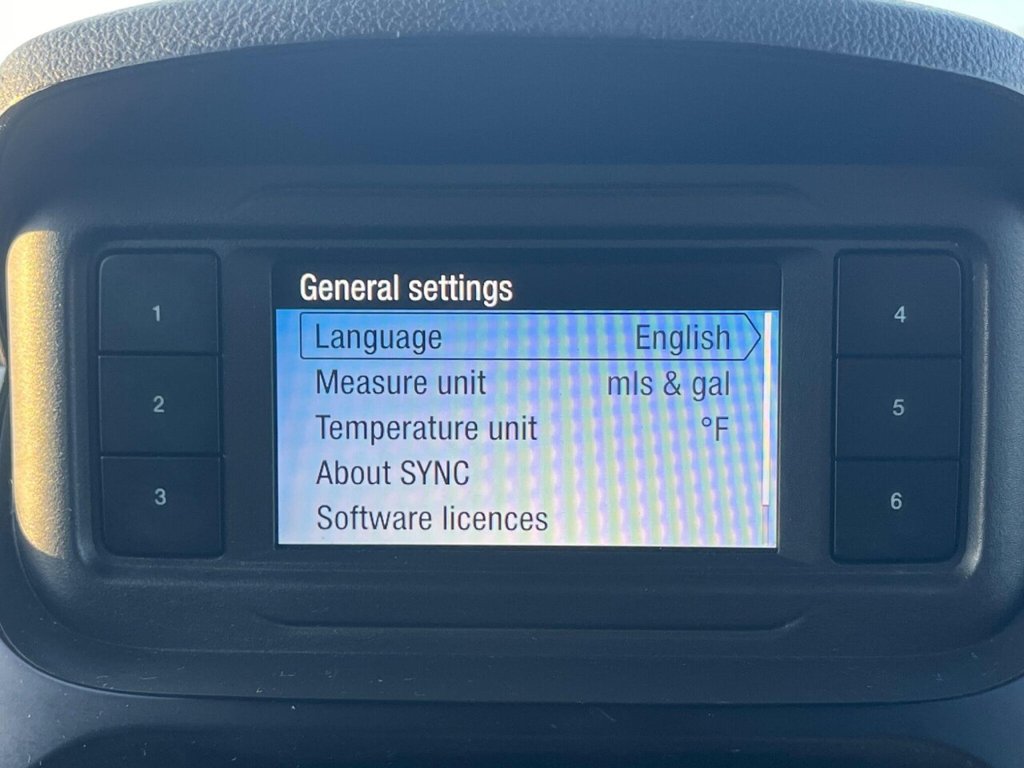 General settings
Language English
Measure unit mls & gal
Temperature unit °F
About SYNC
Software licences
1
2
3
4
5
6